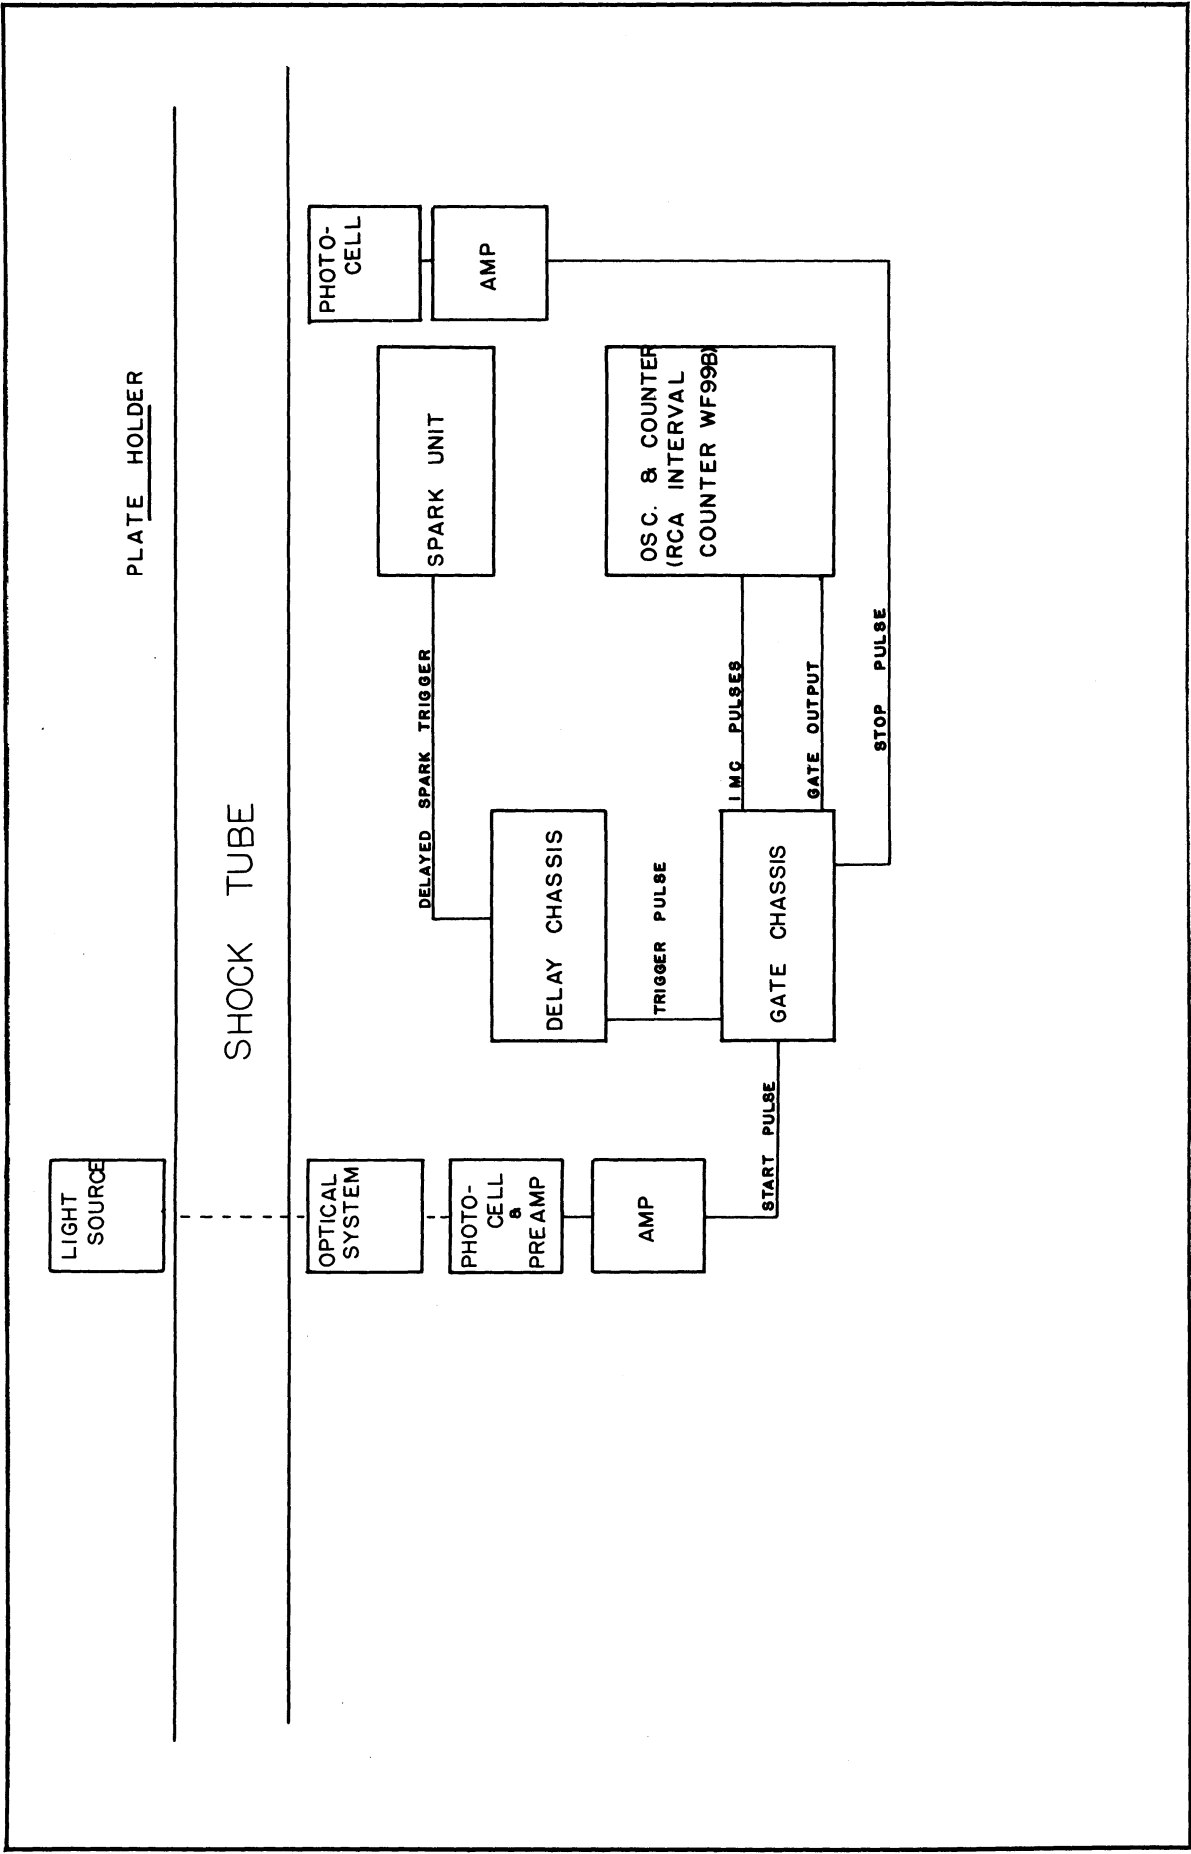 PLATE HOLDER
LIGHT
SOURCE
SHOCK TUBE
OPTICAL
SYSTEM
PHOTO-
CELL
PHOTO-
CELL
&
PREAMP
AMP
AMP
SPARK UNIT
DELAYED SPARK TRIGGER
DELAY CHASSIS
TRIGGER PULSE
OSC. & COUNTER
(RCA INTERVAL
COUNTER WF99B)
1 MC PULSES
GATE OUTPUT
START PULSE
GATE CHASSIS
STOP PULSE